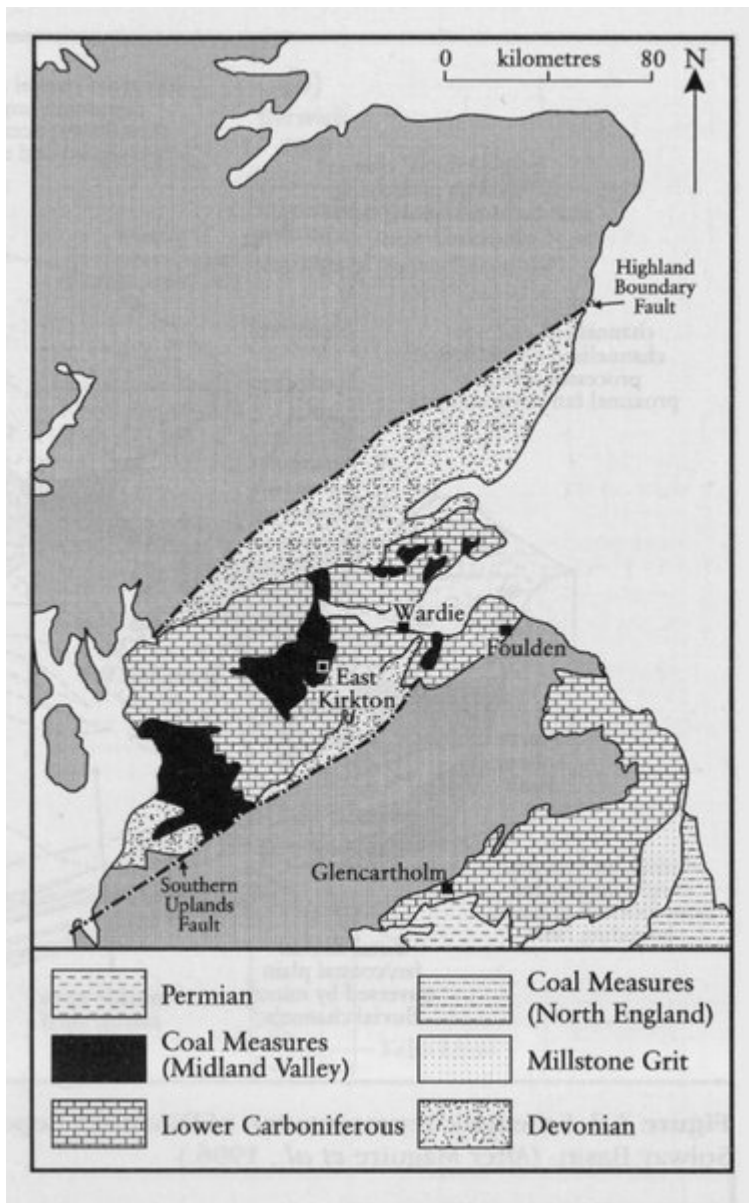 0 kilometres 80 N
Highland
Boundary
Fault
Wardie
Foulden
East
Kirkton
Glencartholm
Southern
Uplands
Fault
Permian
Coal Measures
(Midland Valley)
Lower Carboniferous
Coal Measures
(North England)
Millstone Grit
Devonian